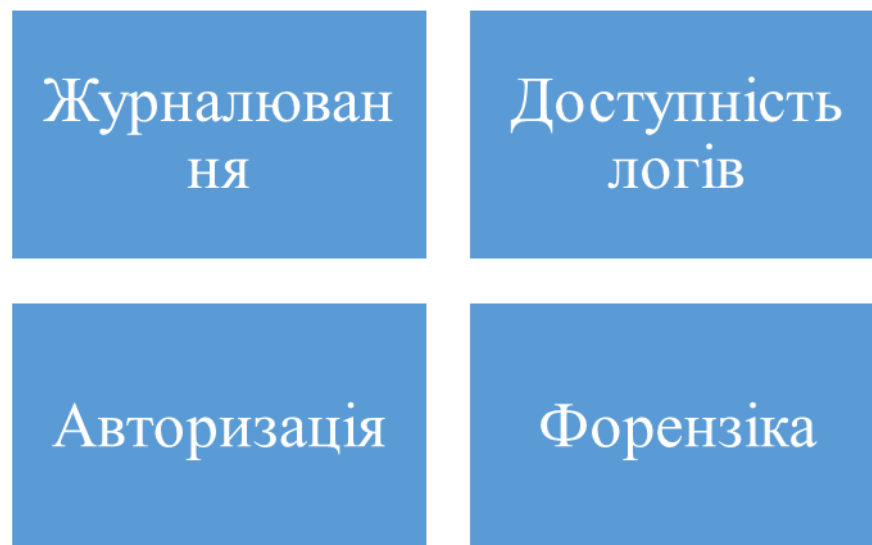 Журналюван
ня
Доступність
логів
Авторизація
Форензіка